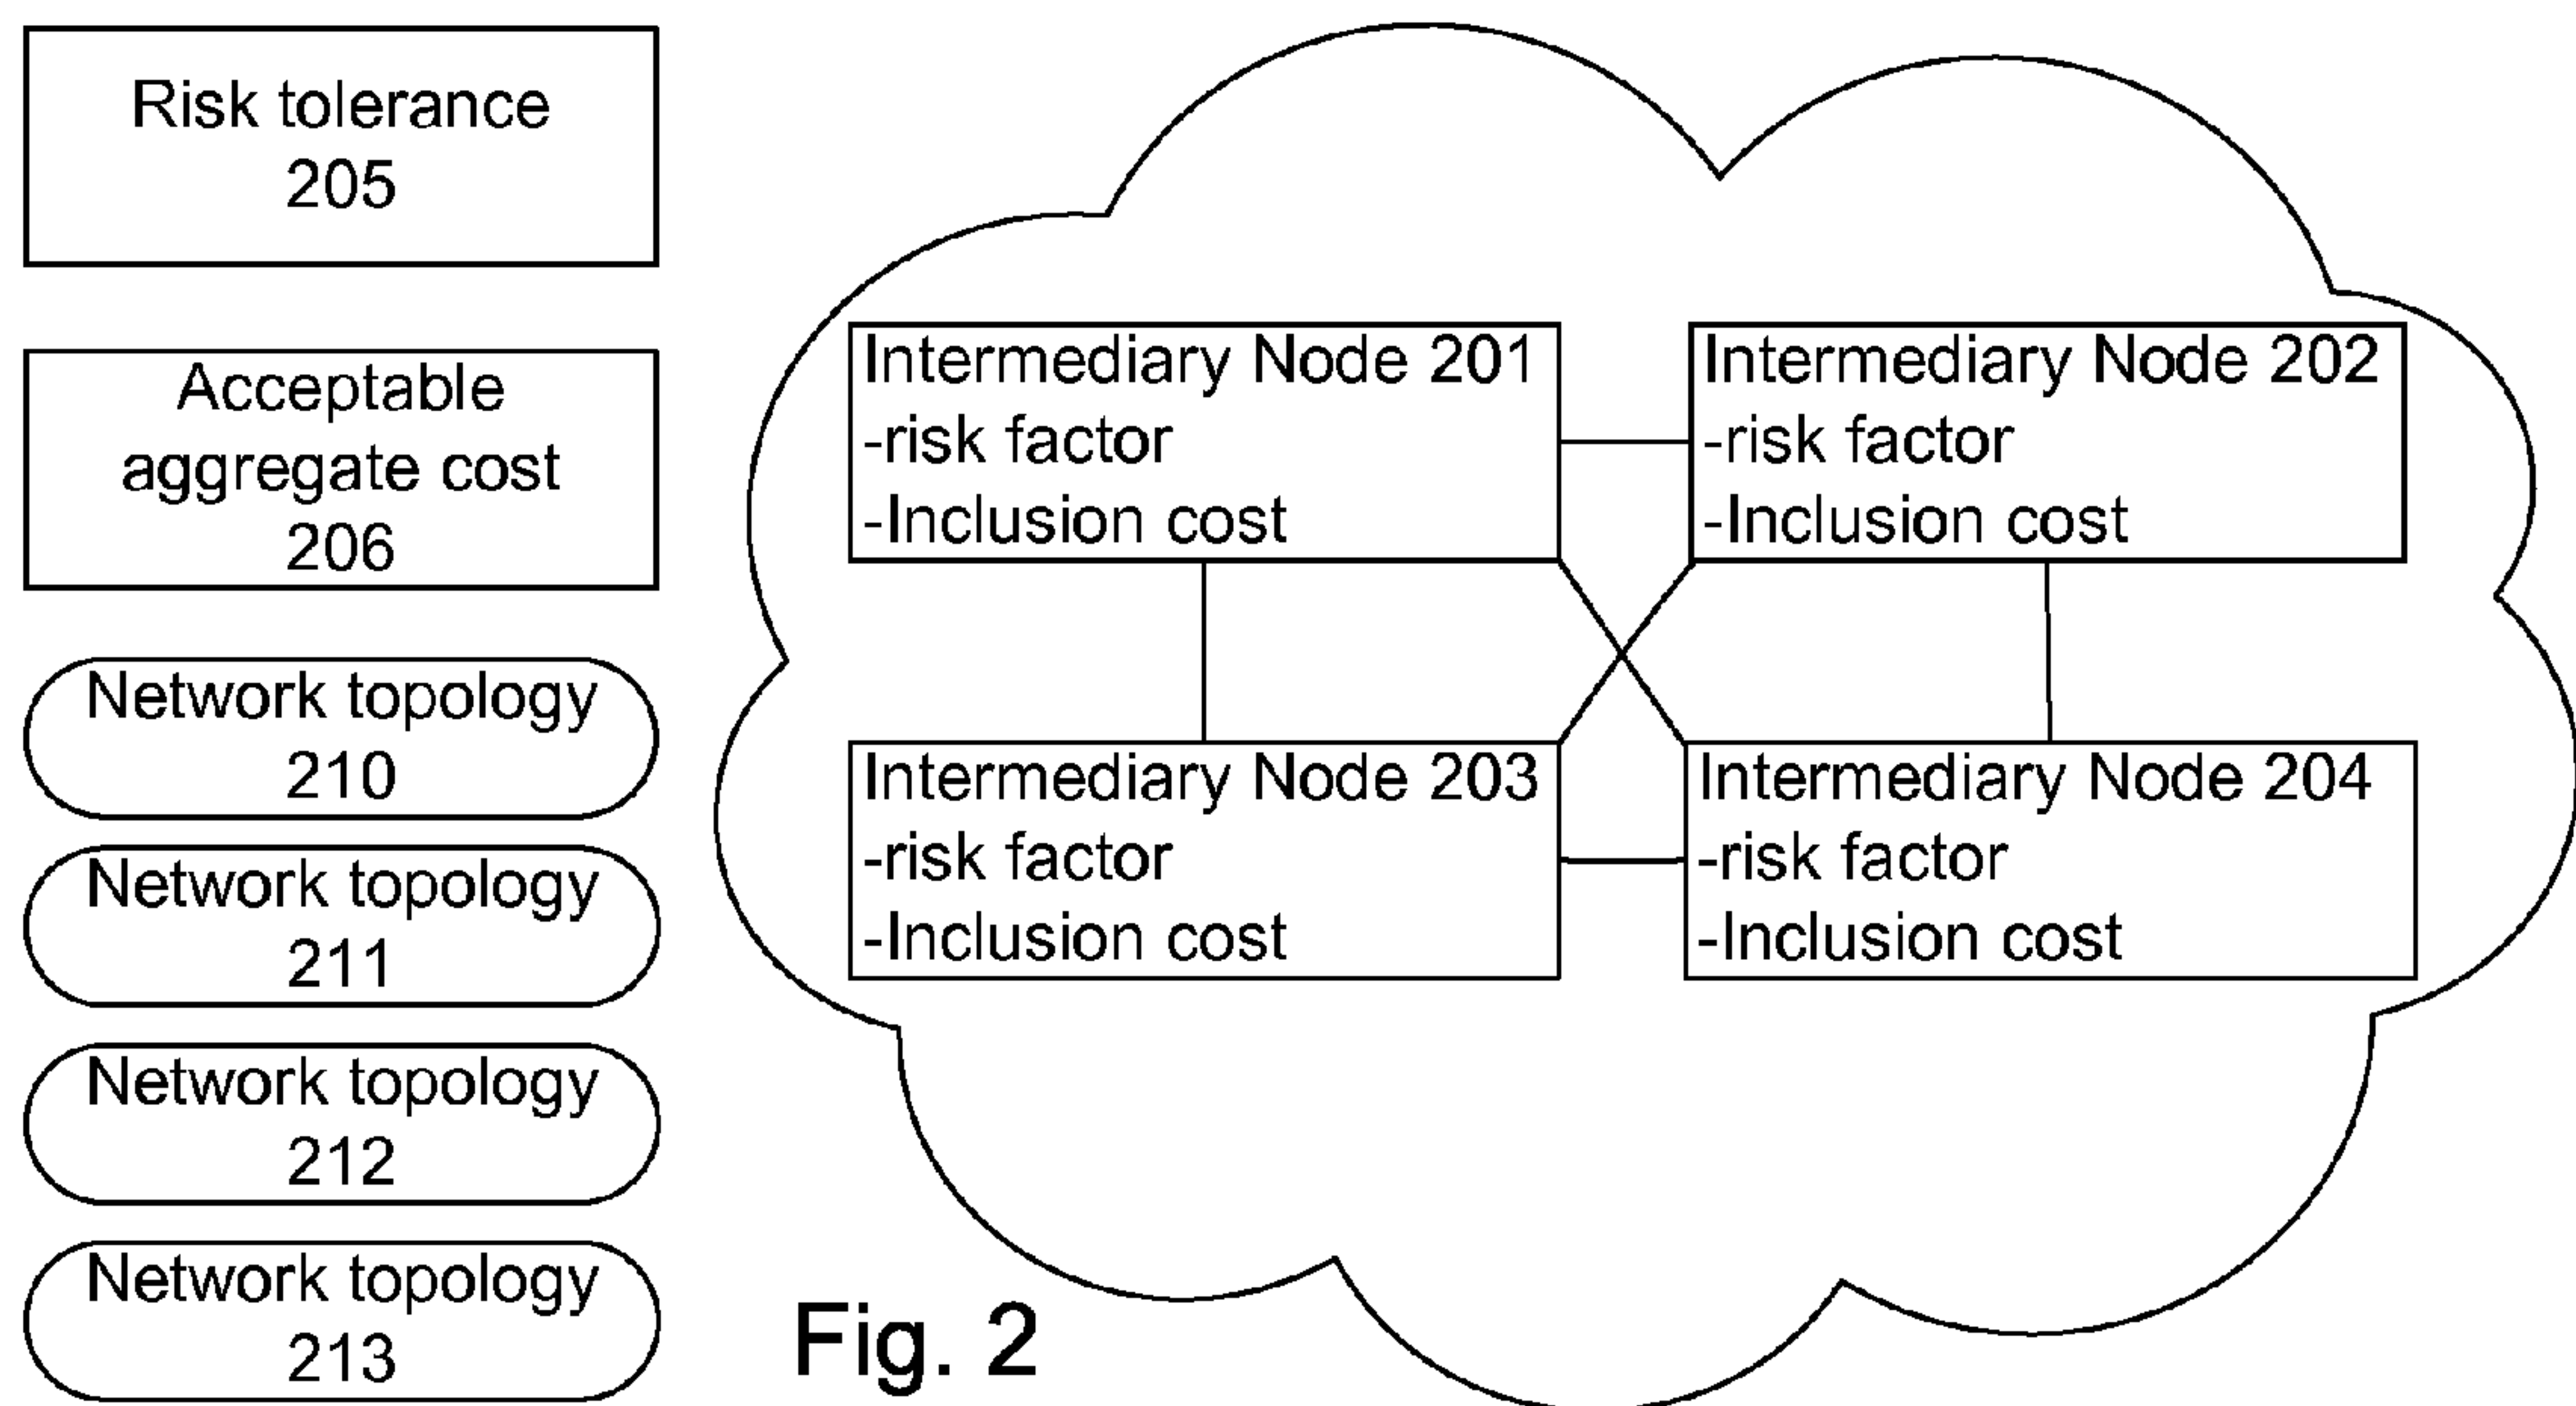 Risk tolerance
205
Acceptable
aggregate cost
206
Network topology
210
Network topology
211
Network topology
212
Network topology
213
Intermediary Node 201
-risk factor
-Inclusion cost
Intermediary Node 202
-risk factor
-Inclusion cost
Intermediary Node 203
-risk factor
-Inclusion cost
Intermediary Node 204
-risk factor
-Inclusion cost
Fig. 2